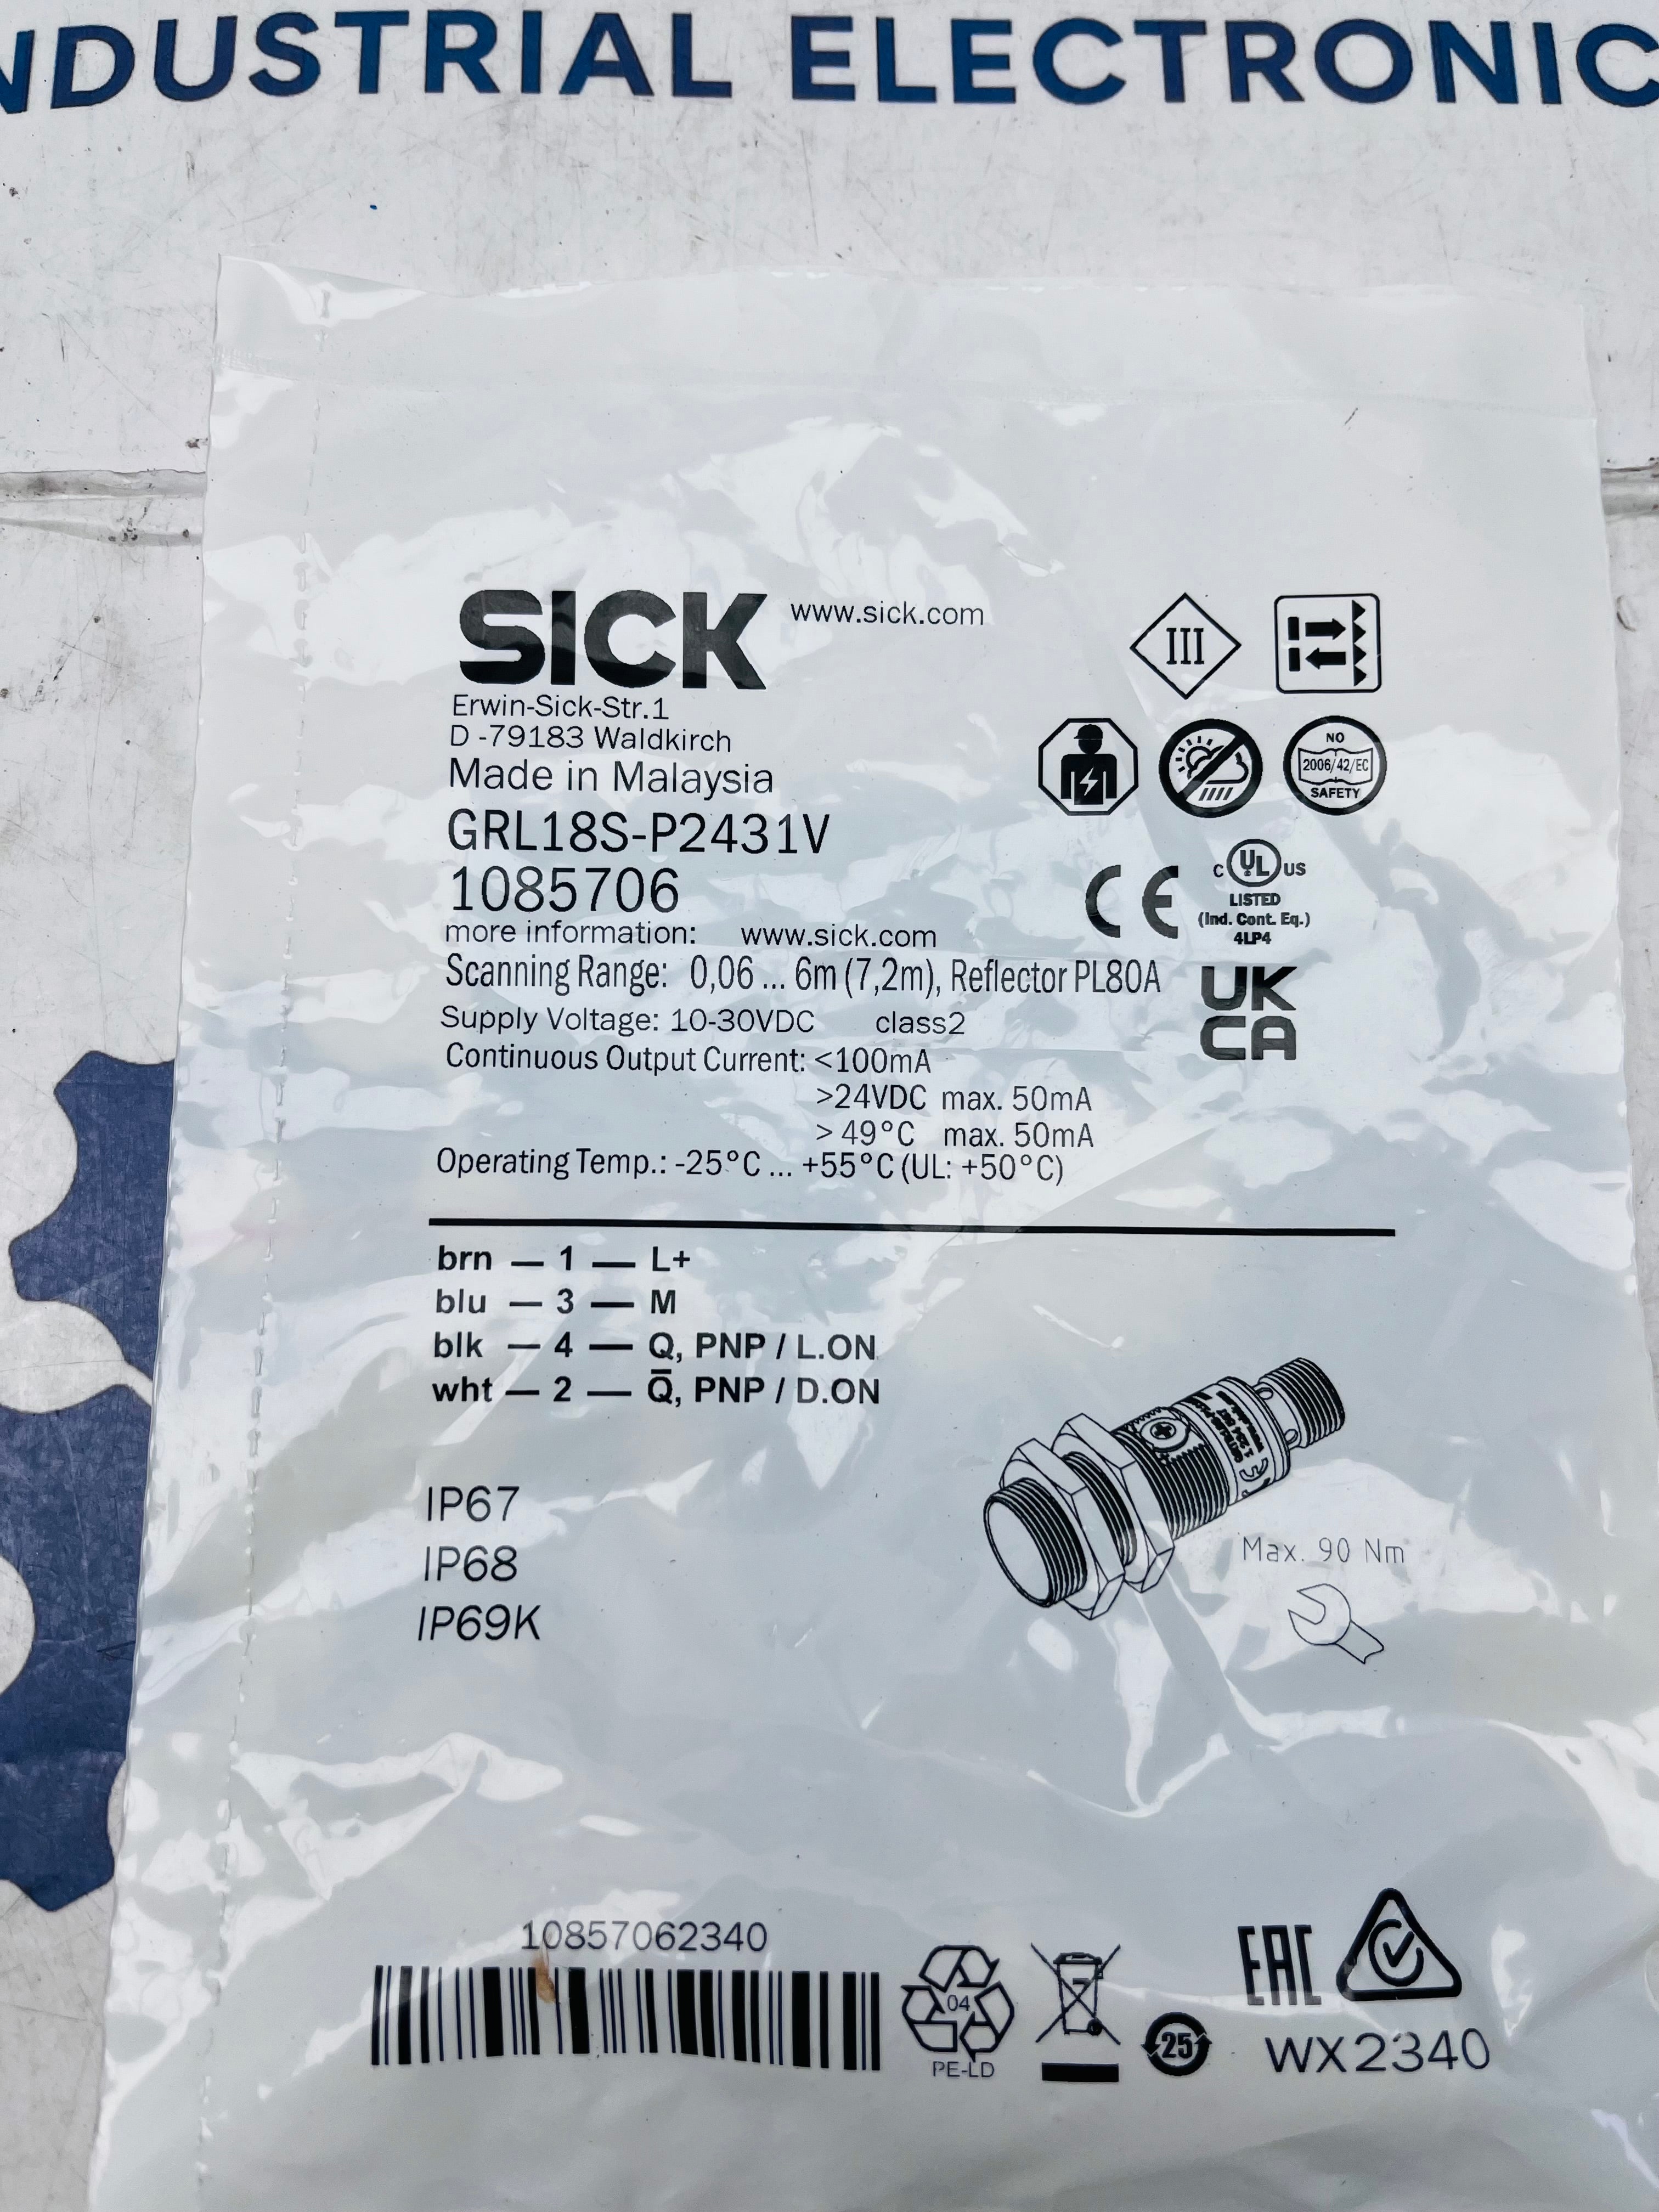 NDUSTRIAL ELECTRONIC
SICK www.sick.com
III
Erwin-Sick-Str.1
D -79183 Waldkirch
Made in Malaysia
NO
2006/42/EC
SAFETY
GRL18S-P2431V
1085706
CE
c UL US
LISTED
(Ind. Cont. Eq.)
4LP4
more information: www.sick.com
Scanning Range: 0,06 ... 6m (7,2m), Reflector PL80A
UK
CA
Supply Voltage: 10-30VDC class2
Continuous Output Current: <100mA
>24VDC max. 50mA
> 49°C max. 50mA
Operating Temp.: -25°C ... +55°C (UL: +50°C)
brn — 1 — L+
blu — 3 — M
blk — 4 — Q, PNP / L.ON
wht — 2 — Q̅, PNP / D.ON
IP67
IP68
IP69K
Max. 90 Nm
10857062340
04
PE-LD
25
EAC
WX2340